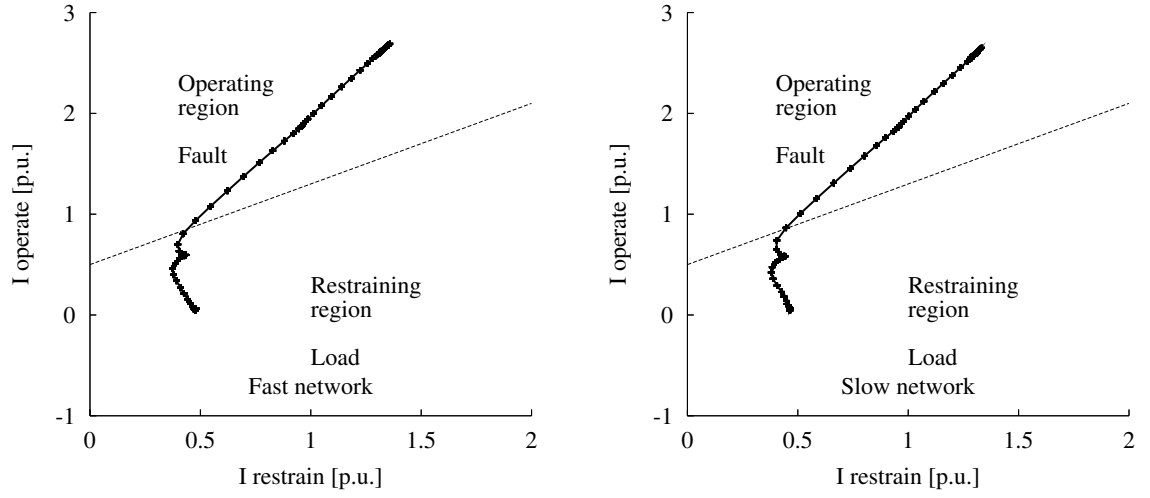 3
2
1
0
-1
I operate [p.u.]
Operating
region
Fault
Restraining
region
Load
Fast network
0
0.5
1
1.5
2
I restrain [p.u.]
3
2
1
0
-1
I operate [p.u.]
Operating
region
Fault
Restraining
region
Load
Slow network
0
0.5
1
1.5
2
I restrain [p.u.]